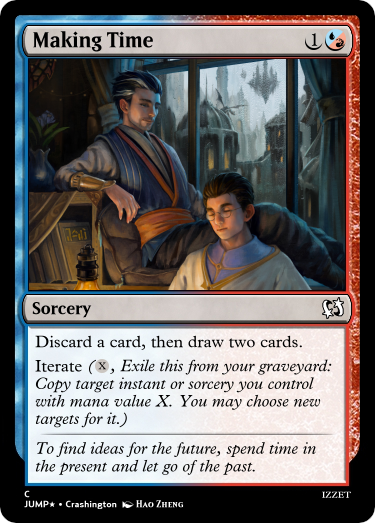 Making Time 1
Sorcery
Discard a card, then draw two cards.
Iterate (X, Exile this from your graveyard:
Copy target instant or sorcery you control
with mana value X. You may choose new
targets for it.)
To find ideas for the future, spend time in
the present and let go of the past.
C
IZZET
JUMP★ • Crashington HAO ZHENG